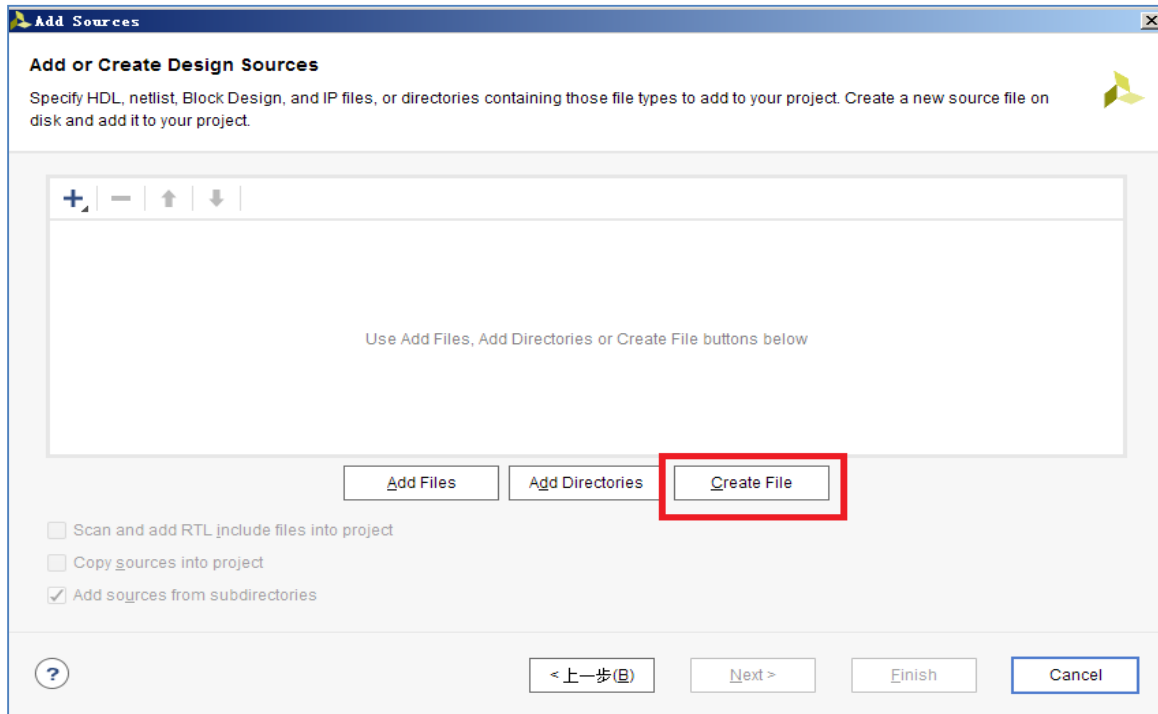 Add Sources
Add or Create Design Sources
Specify HDL, netlist, Block Design, and IP files, or directories containing those file types to add to your project. Create a new source file on
disk and add it to your project.
Use Add Files, Add Directories or Create File buttons below
Add Files
Add Directories
Create File
Scan and add RTL include files into project
Copy sources into project
Add sources from subdirectories
?
<上一步(B)
Next >
Finish
Cancel